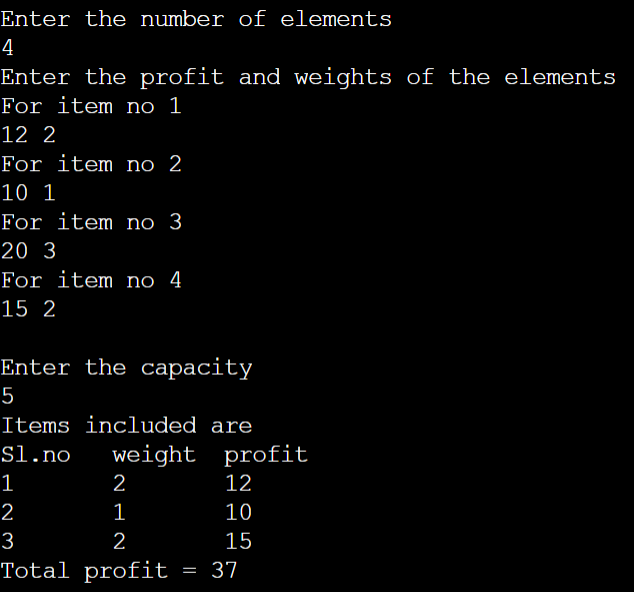 Enter the number of elements
4
Enter the profit and weights of the elements
For item no 1
12 2
For item no 2
10 1
For item no 3
20 3
For item no 4
15 2
Enter the capacity
5
Items included are
Sl.no weight profit
1 2 12
2 1 10
3 2 15
Total profit = 37